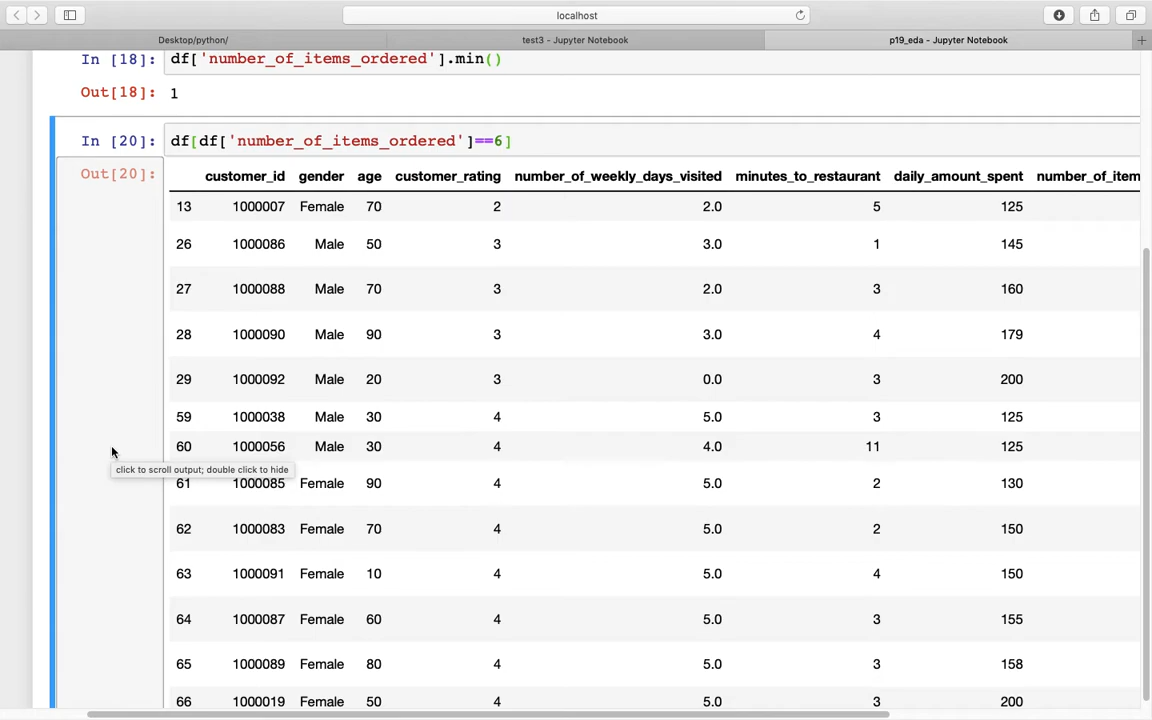 localhost
Desktop/python/ test3 - Jupyter Notebook p19_eda - Jupyter Notebook
In [18]: df['number_of_items_ordered'].min()
Out[18]: 1
In [20]: df[df['number_of_items_ordered']==6]
Out[20]:
customer_id gender age customer_rating number_of_weekly_days_visited minutes_to_restaurant daily_amount_spent number_of_item
13 1000007 Female 70 2 2.0 5 125
26 1000086 Male 50 3 3.0 1 145
27 1000088 Male 70 3 2.0 3 160
28 1000090 Male 90 3 3.0 4 179
29 1000092 Male 20 3 0.0 3 200
59 1000038 Male 30 4 5.0 3 125
60 1000056 Male 30 4 4.0 11 125
click to scroll output; double click to hide
61 1000085 Female 90 4 5.0 2 130
62 1000083 Female 70 4 5.0 2 150
63 1000091 Female 10 4 5.0 4 150
64 1000087 Female 60 4 5.0 3 155
65 1000089 Female 80 4 5.0 3 158
66 1000019 Female 50 4 5.0 3 200